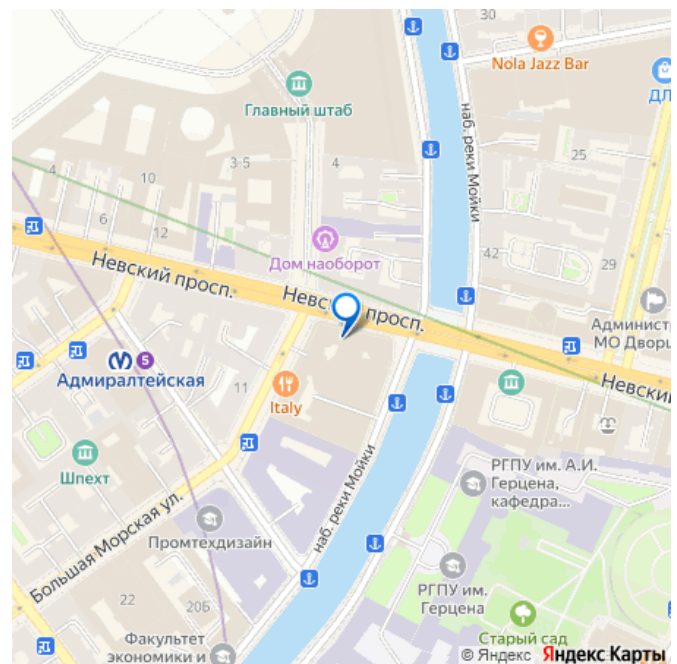 30
Nola Jazz Bar
ДЛ
Главный штаб
наб. реки Мойки
4
10
3-5
4
25
6
12
Дом наоборот
42
29
Невский просп.
Невский просп.
Админист
МО Дворц
5
Адмиралтейская
11
Italy
Невский
Шпехт
РГПУ им. А.И.
Герцена,
кафедра...
Большая Морская ул.
Промтехдизайн
наб. реки Мойки
22
20Б
РГПУ им.
Герцена
Факультет
экономики и
Старый сад
© Яндекс Яндекс Карты